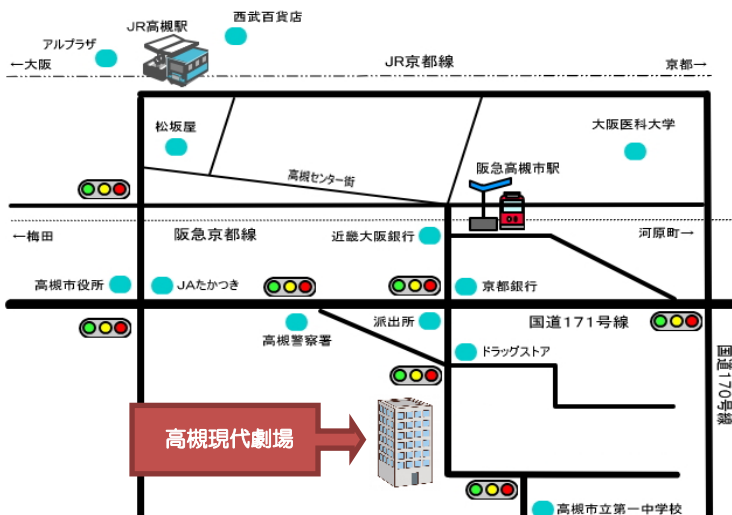 西武百貨店
JR高槻駅
アルプラザ
←大阪
JR京都線
京都→
松坂屋
大阪医科大学
高槻センター街
阪急高槻市駅
←梅田
阪急京都線
近畿大阪銀行
河原町→
高槻市役所
JAたかつき
京都銀行
高槻警察署
派出所
国道171号線
ドラッグストア
国道170号線
高槻現代劇場
高槻市立第一中学校